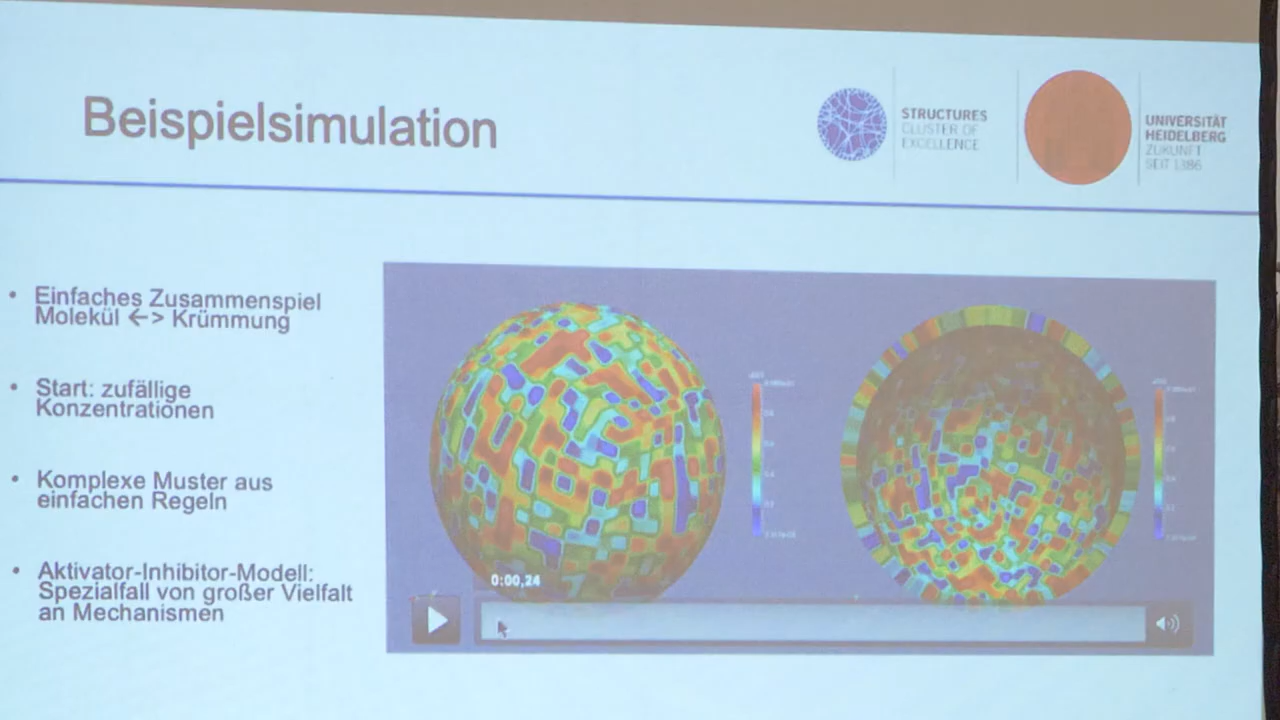 Beispielsimulation
STRUCTURES
CLUSTER OF
EXCELLENCE
UNIVERSITÄT
HEIDELBERG
ZUKUNFT
SEIT 1386
• Einfaches Zusammenspiel
Molekül <-> Krümmung
• Start: zufällige
Konzentrationen
• Komplexe Muster aus
einfachen Regeln
• Aktivator-Inhibitor-Modell:
Spezialfall von großer Vielfalt
an Mechanismen
0:00,24